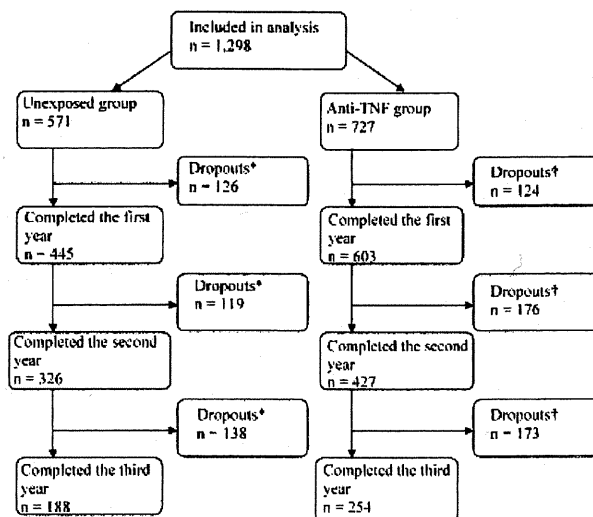 Included in analysis
n = 1,298
Unexposed group
n = 571
Anti-TNF group
n = 727
Dropouts*
n = 126
Dropouts†
n = 124
Completed the first
year
n = 445
Completed the first
year
n = 603
Dropouts*
n = 119
Dropouts†
n = 176
Completed the second
year
n = 326
Completed the second
year
n = 427
Dropouts*
n = 138
Dropouts†
n = 173
Completed the third
year
n = 188
Completed the third
year
n = 254